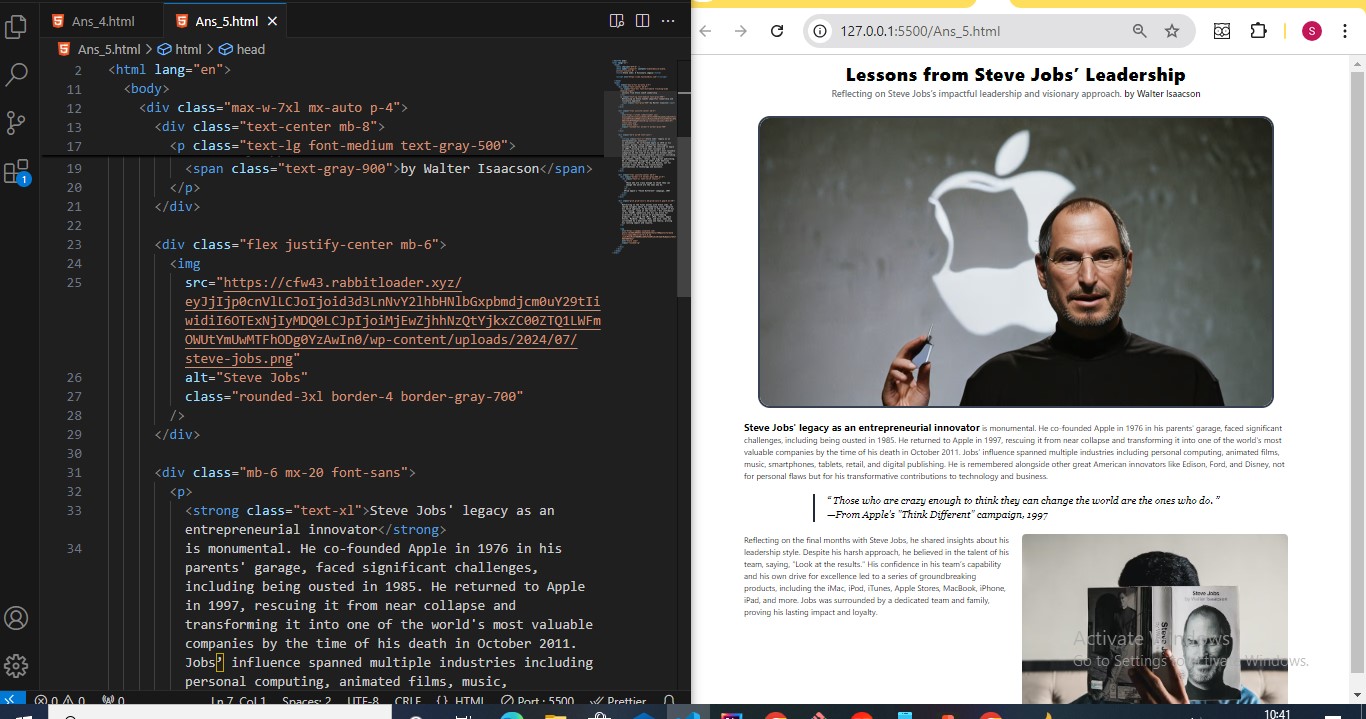 Ans_4.html
Ans_5.html
Ans_5.html > html > head
2 <html lang="en">
11 <body>
12 <div class="max-w-7xl mx-auto p-4">
13 <div class="text-center mb-8">
17 <p class="text-lg font-medium text-gray-500">
19 <span class="text-gray-900">by Walter Isaacson</span>
20 </p>
21 </div>
22
23 <div class="flex justify-center mb-6">
24 <img
25 src="https://cfw43.rabbitloader.xyz/
widiI6OTExNjIyMDQ0LCJpIjoiMjEwZjhhNzQtYjkxZC00ZTQ1LWFm
OWUtYmUwMTFhODg0YzAwIn0/wp-content/uploads/2024/07/
steve-jobs.png"
26 alt="Steve Jobs"
27 class="rounded-3xl border-4 border-gray-700"
28 />
29 </div>
30
31 <div class="mb-6 mx-20 font-sans">
32 <p>
33 <strong class="text-xl">Steve Jobs' legacy as an
entrepreneurial innovator</strong>
34 is monumental. He co-founded Apple in 1976 in his
parents' garage, faced significant challenges,
including being ousted in 1985. He returned to Apple
in 1997, rescuing it from near collapse and
transforming it into one of the world's most valuable
companies by the time of his death in October 2011.
Jobs’ influence spanned multiple industries including
personal computing, animated films, music,
1
0 0 0
Ln 7, Col 1 Spaces: 2 UTF-8 CRLF {} HTML Port : 5500 Prettier
127.0.0.1:5500/Ans_5.html
S
Lessons from Steve Jobs’ Leadership
Reflecting on Steve Jobs's impactful leadership and visionary approach. by Walter Isaacson
Steve Jobs' legacy as an entrepreneurial innovator is monumental. He co-founded Apple in 1976 in his parents' garage, faced significant
challenges, including being ousted in 1985. He returned to Apple in 1997, rescuing it from near collapse and transforming it into one of the world's most
valuable companies by the time of his death in October 2011. Jobs’ influence spanned multiple industries including personal computing, animated films,
music, smartphones, tablets, retail, and digital publishing. He is remembered alongside other great American innovators like Edison, Ford, and Disney, not
for personal flaws but for his transformative contributions to technology and business.
“ Those who are crazy enough to think they can change the world are the ones who do. ”
—From Apple's "Think Different" campaign, 1997
Reflecting on the final months with Steve Jobs, he shared insights about his
leadership style. Despite his harsh approach, he believed in the talent of his
team, saying, "Look at the results." His confidence in his team's capability
and his own drive for excellence led to a series of groundbreaking
products, including the iMac, iPod, iTunes, Apple Stores, MacBook, iPhone,
iPad, and more. Jobs was surrounded by a dedicated team and family,
proving his lasting impact and loyalty.
Steve Jobs
by Walter Isaacson
Activate Windows
Go to Settings to activate Windows.
10:41